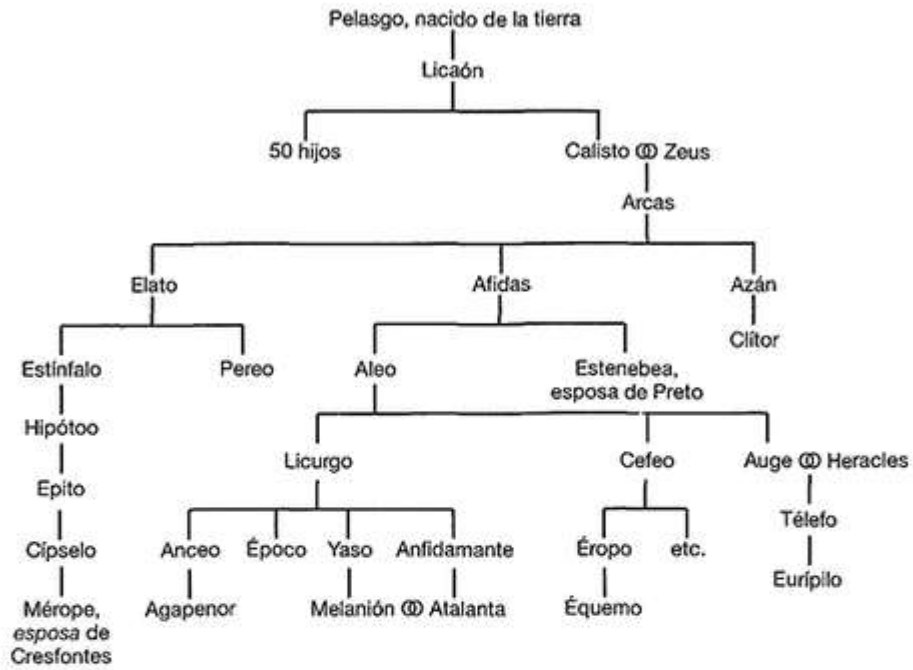 Pelasgo, nacido de la tierra
Licaón
50 hijos
Calisto ⚭ Zeus
Arcas
Elato
Afidas
Azán
Estínfalo
Pereo
Aleo
Estenebea,
esposa de Preto
Clítor
Hipótoo
Licurgo
Cefeo
Auge ⚭ Heracles
Epito
Télefo
Cípselo
Anceo
Époco
Yaso
Anfidamante
Éropo
etc.
Eurípilo
Mérope,
esposa de
Cresfontes
Agapenor
Melanión ⚭ Atalanta
Équemo